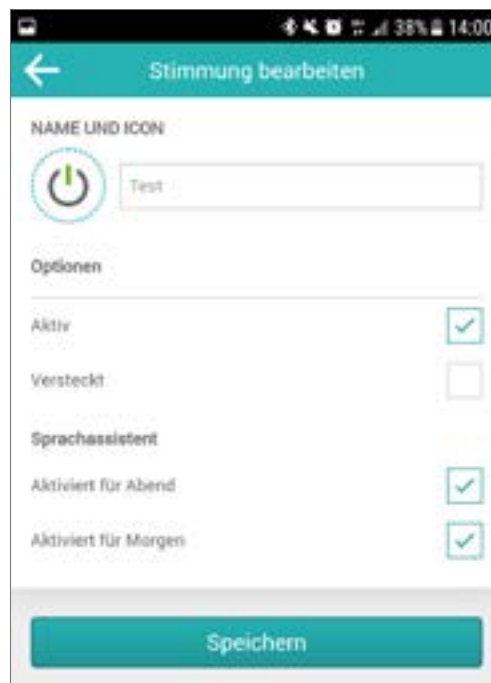 38% 14:00
Stimmung bearbeiten
NAME UND ICON
Test
Optionen
Aktiv
Versteckt
Sprachassistent
Aktiviert für Abend
Aktiviert für Morgen
Speichern